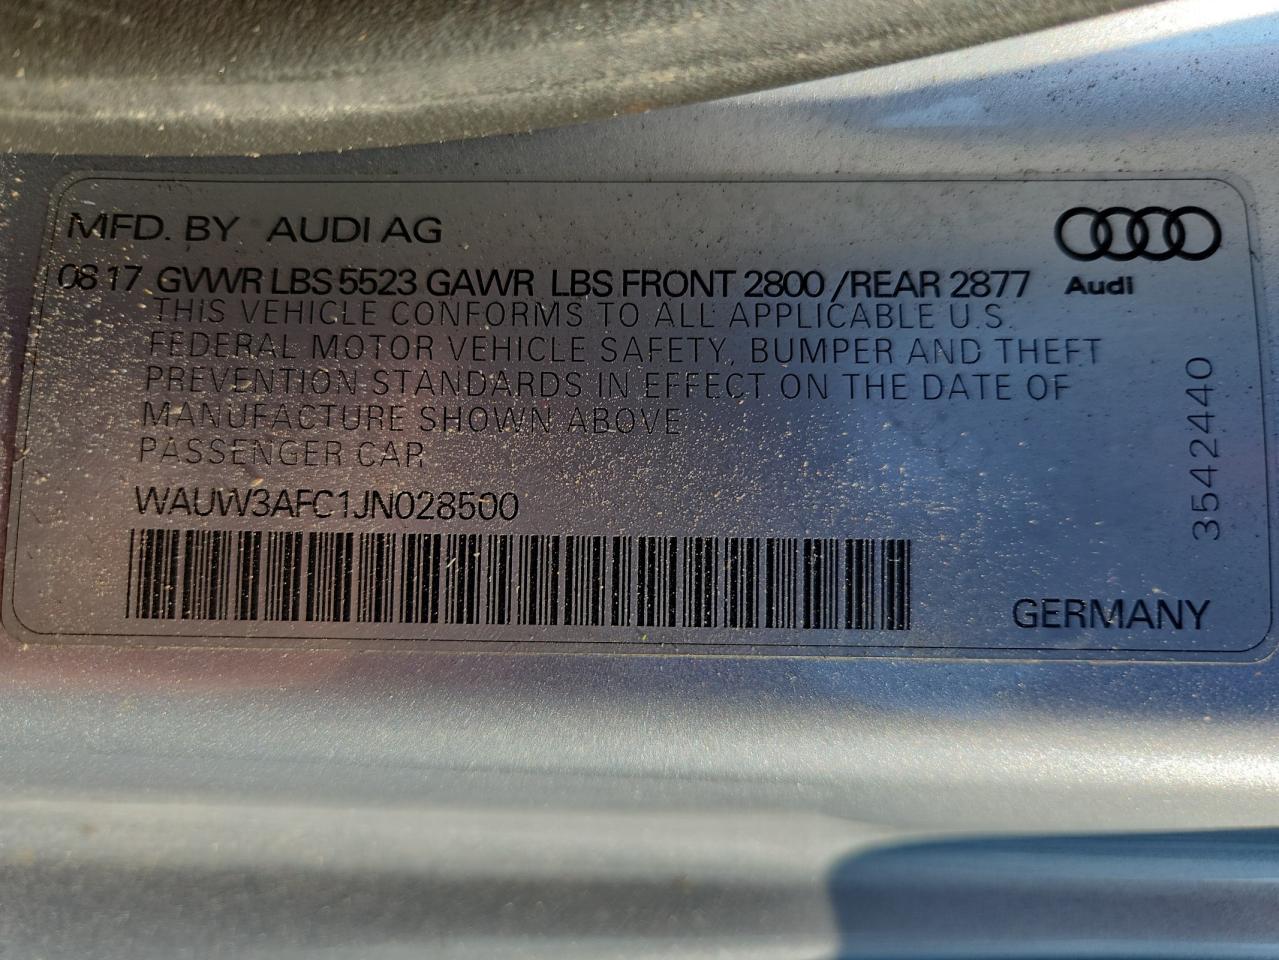 MFD. BY AUDI AG
08 17 GVWR LBS 5523 GAWR LBS FRONT 2800 /REAR 2877
Audi
THIS VEHICLE CONFORMS TO ALL APPLICABLE U.S.
FEDERAL MOTOR VEHICLE SAFETY, BUMPER AND THEFT
PREVENTION STANDARDS IN EFFECT ON THE DATE OF
MANUFACTURE SHOWN ABOVE
PASSENGER CAR
WAUW3AFC1JN028500
3542440
GERMANY